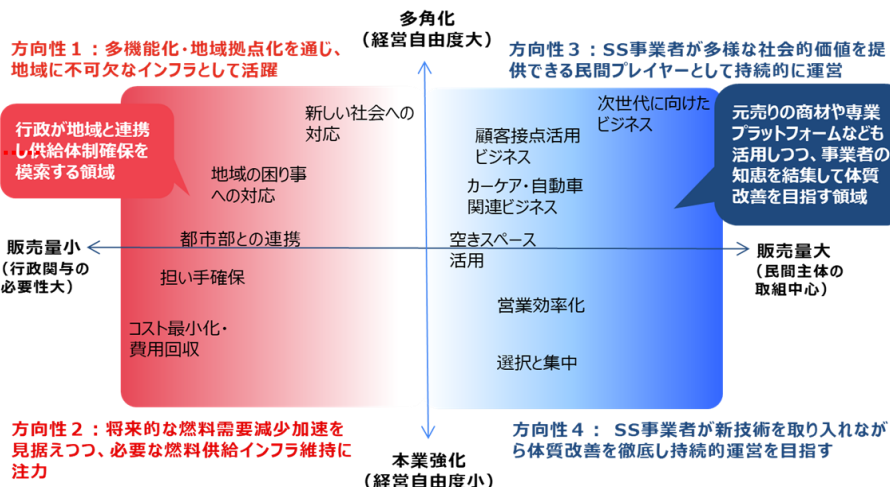 多角化
（経営自由度大）
方向性１：多機能化・地域拠点化を通じ、
地域に不可欠なインフラとして活躍
方向性３：SS事業者が多様な社会的価値を提
供できる民間プレイヤーとして持続的に運営
行政が地域と連携
し供給体制確保を
模索する領域
新しい社会への
対応
地域の困り事
への対応
都市部との連携
担い手確保
コスト最小化・
費用回収
次世代に向けた
ビジネス
顧客接点活用
ビジネス
カーケア・自動車
関連ビジネス
空きスペース
活用
営業効率化
選択と集中
元売りの商材や専業
プラットフォームなども
活用しつつ、事業者の
知恵を結集して体質
改善を目指す領域
販売量小
（行政関与の
必要性大）
販売量大
（民間主体の
取組中心）
方向性２：将来的な燃料需要減少加速を
見据えつつ、必要な燃料供給インフラ維持に
注力
方向性４： SS事業者が新技術を取り入れなが
ら体質改善を徹底し持続的運営を目指す
本業強化
（経営自由度小）